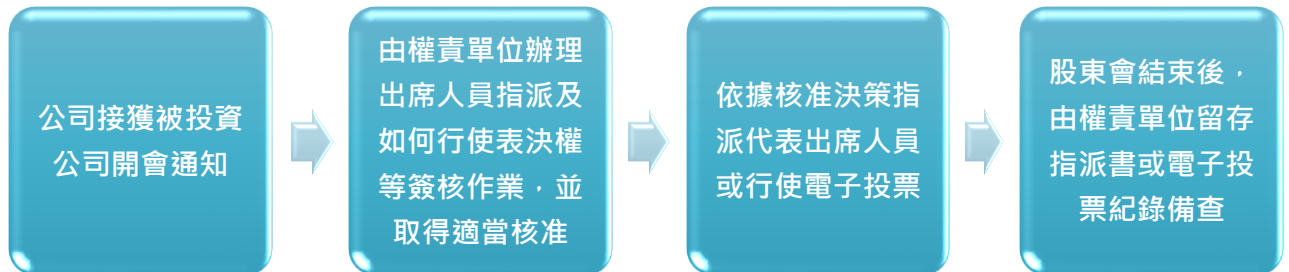 公司接獲被投資
公司開會通知
由權責單位辦理
出席人員指派及
如何行使表決權
等簽核作業，並
取得適當核准
依據核准決策指
派代表出席人員
或行使電子投票
股東會結束後，
由權責單位留存
指派書或電子投
票紀錄備查